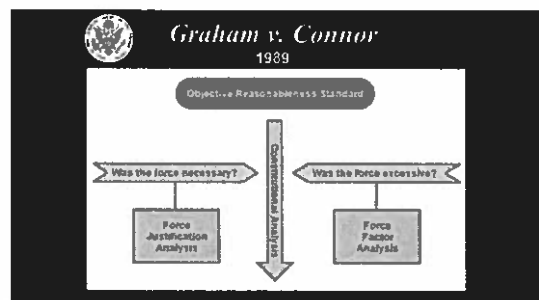 Graham v. Connor
1989
Objective Reasonableness Standard
Constitutional Analysis
Was the force necessary?
Was the force excessive?
Force
Justification
Analysis
Force
Factor
Analysis